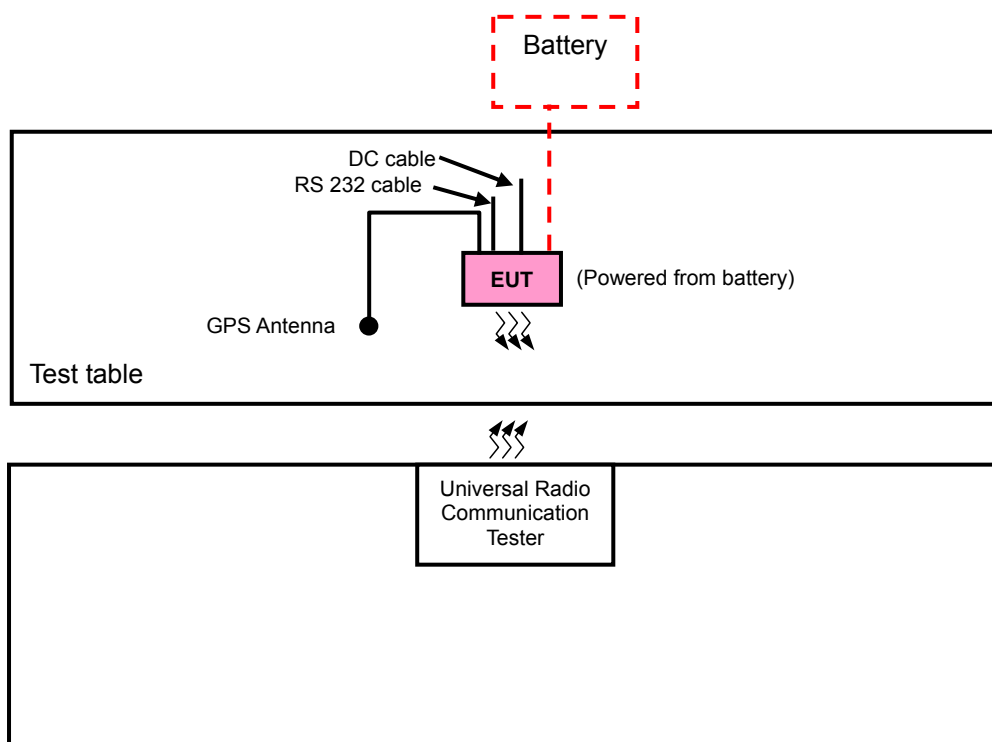 Battery
DC cable
RS 232 cable
EUT
(Powered from battery)
GPS Antenna
Test table
Universal Radio
Communication
Tester